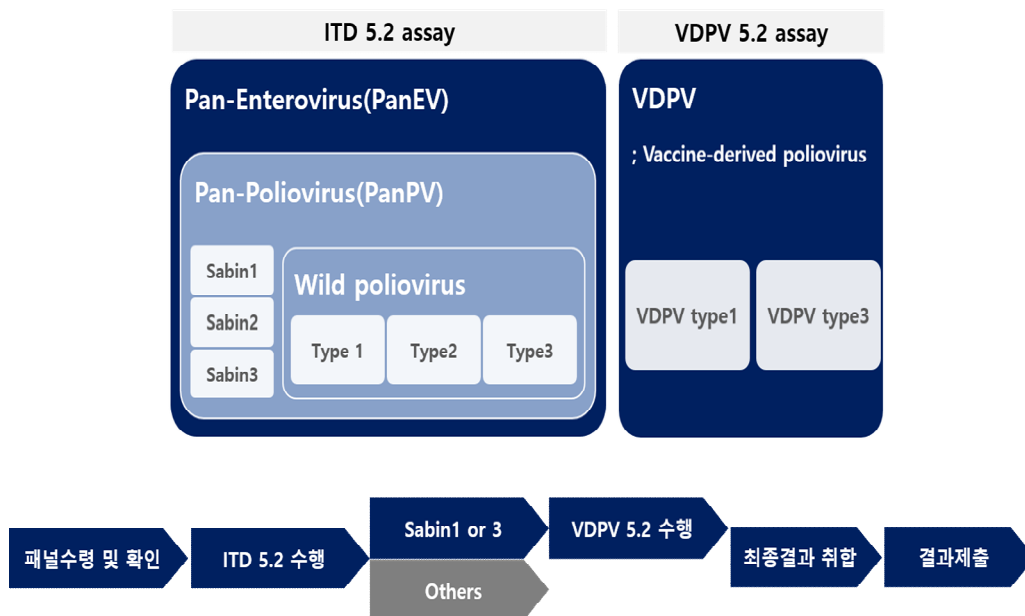 ITD 5.2 assay
VDPV 5.2 assay
Pan-Enterovirus(PanEV)
Pan-Poliovirus(PanPV)
Sabin1
Sabin2
Sabin3
Wild poliovirus
Type 1
Type2
Type3
VDPV
; Vaccine-derived poliovirus
VDPV type1
VDPV type3
패널수령 및 확인
ITD 5.2 수행
Sabin1 or 3
Others
VDPV 5.2 수행
최종결과 취합
결과제출